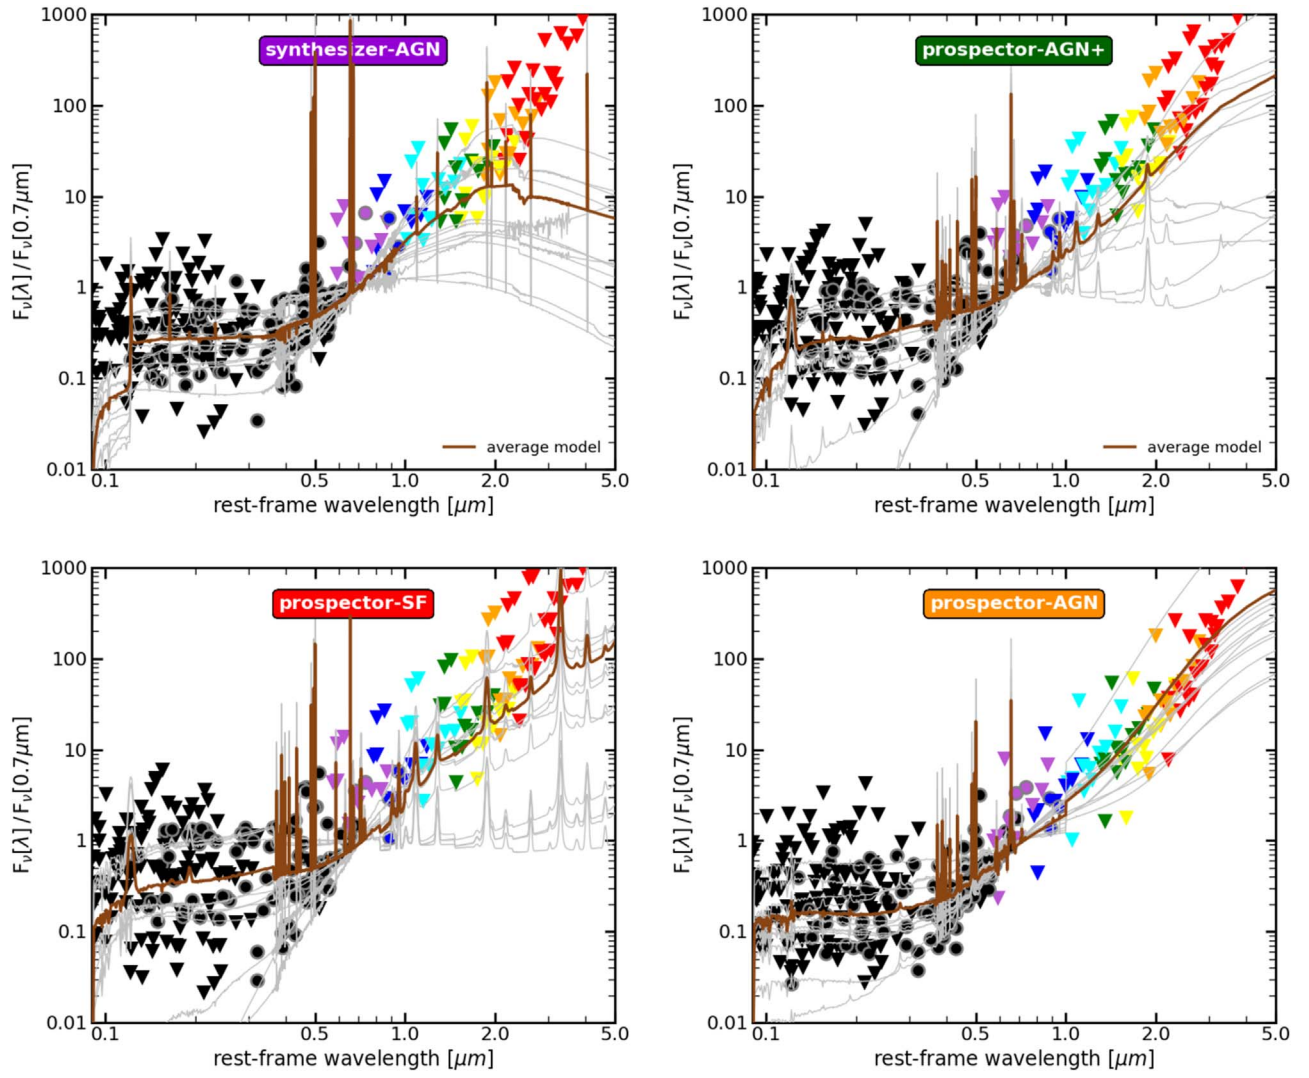 synthesizer-AGN
1000
100
10
1
0.1
0.01
Fν[λ] / Fν[0.7μm]
average model
0.1 0.5 1.0 2.0 5.0
rest-frame wavelength [μm]
prospector-AGN+
1000
100
10
1
0.1
0.01
Fν[λ] / Fν[0.7μm]
average model
0.1 0.5 1.0 2.0 5.0
rest-frame wavelength [μm]
prospector-SF
1000
100
10
1
0.1
0.01
Fν[λ] / Fν[0.7μm]
0.1 0.5 1.0 2.0 5.0
rest-frame wavelength [μm]
prospector-AGN
1000
100
10
1
0.1
0.01
Fν[λ] / Fν[0.7μm]
0.1 0.5 1.0 2.0 5.0
rest-frame wavelength [μm]